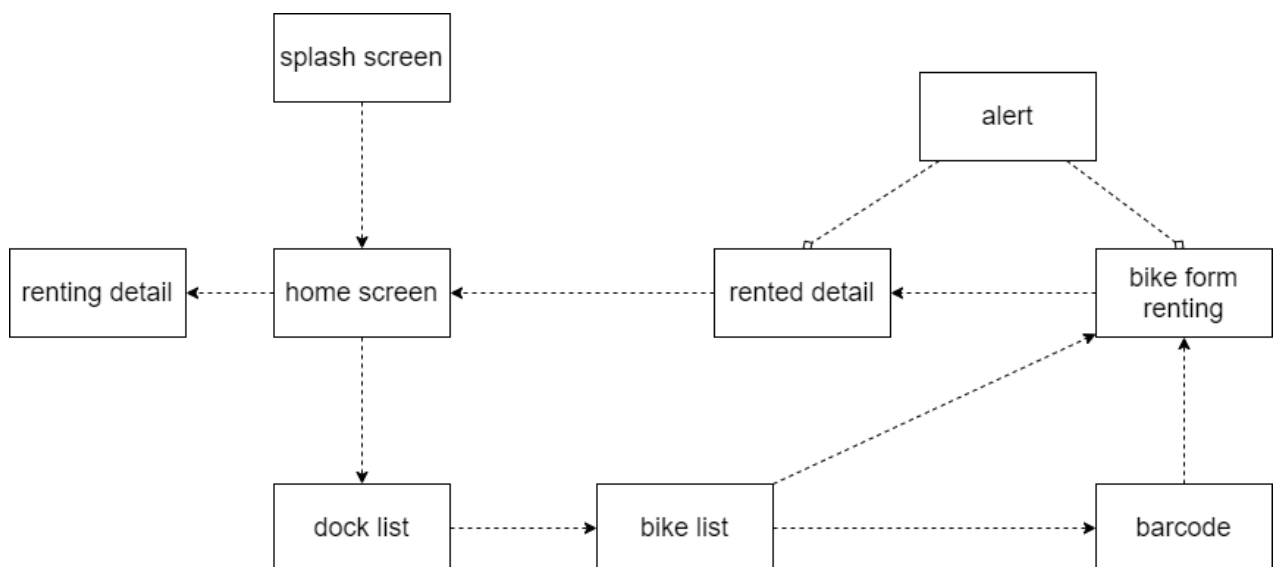 splash screen
alert
renting detail
home screen
rented detail
bike form
renting
dock list
bike list
barcode